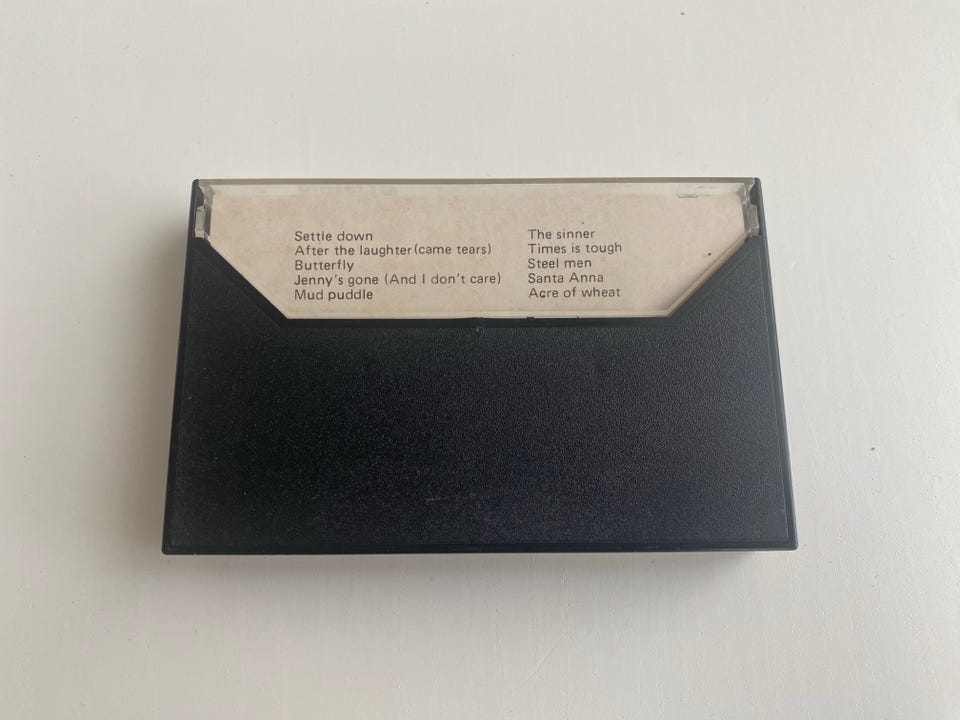 Settle down
After the laughter (came tears)
Butterfly
Jenny's gone (And I don't care)
Mud puddle
The sinner
Times is tough
Steel men
Santa Anna
Acre of wheat